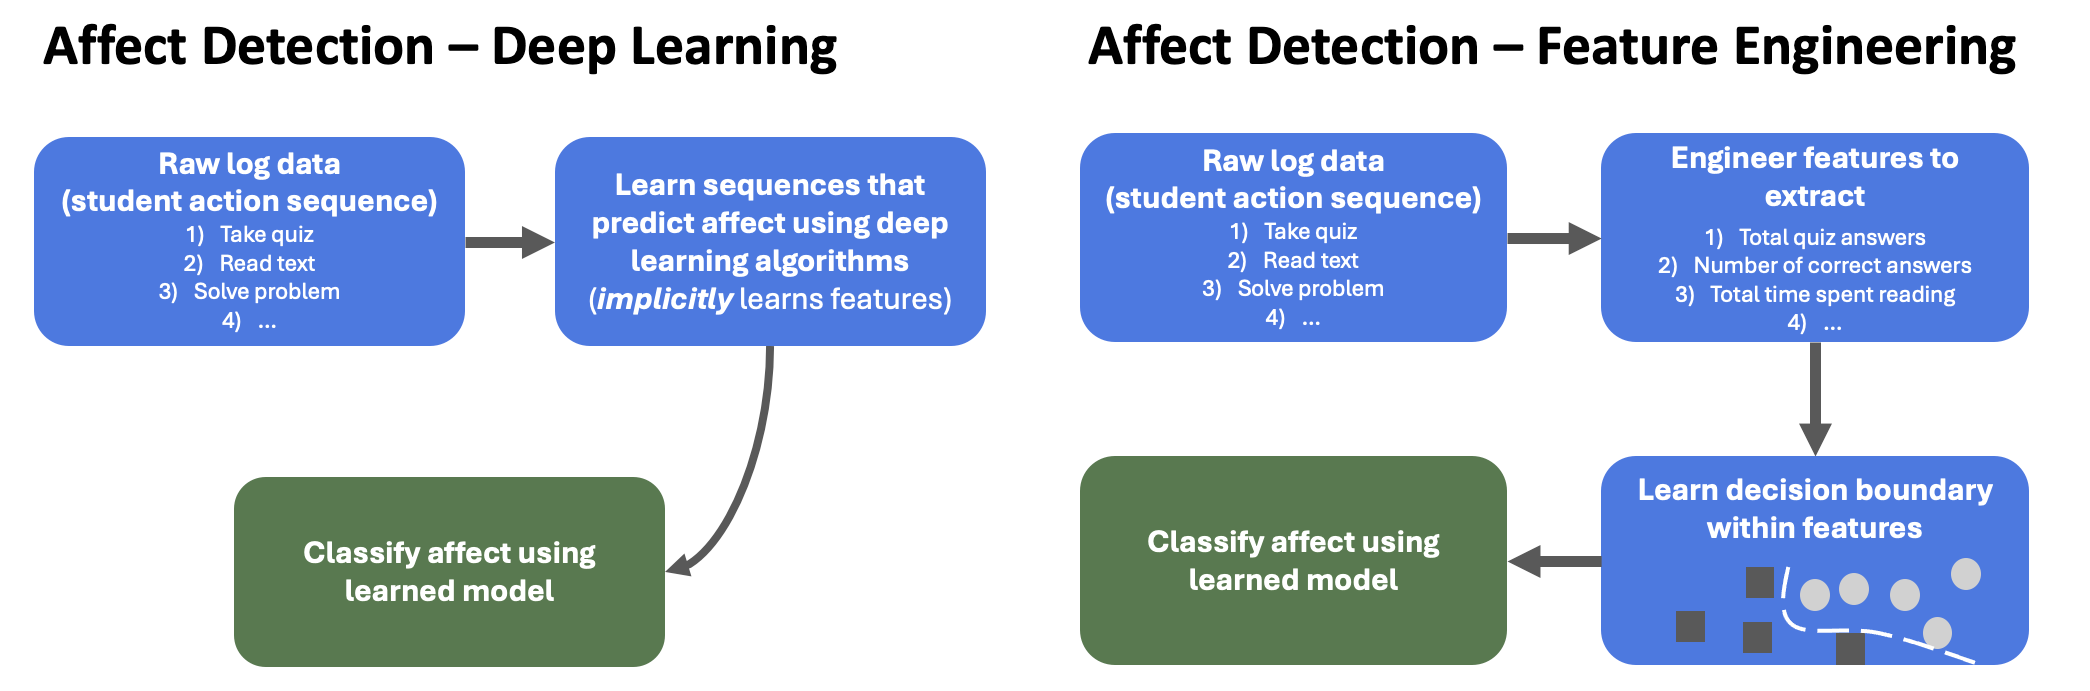 Affect Detection – Deep Learning
Raw log data
(student action sequence)
1) Take quiz
2) Read text
3) Solve problem
4) ...
Learn sequences that
predict affect using deep
learning algorithms
(implicitly learns features)
Classify affect using
learned model
Affect Detection – Feature Engineering
Raw log data
(student action sequence)
1) Take quiz
2) Read text
3) Solve problem
4) ...
Engineer features to
extract
1) Total quiz answers
2) Number of correct answers
3) Total time spent reading
4) ...
Learn decision boundary
within features
Classify affect using
learned model